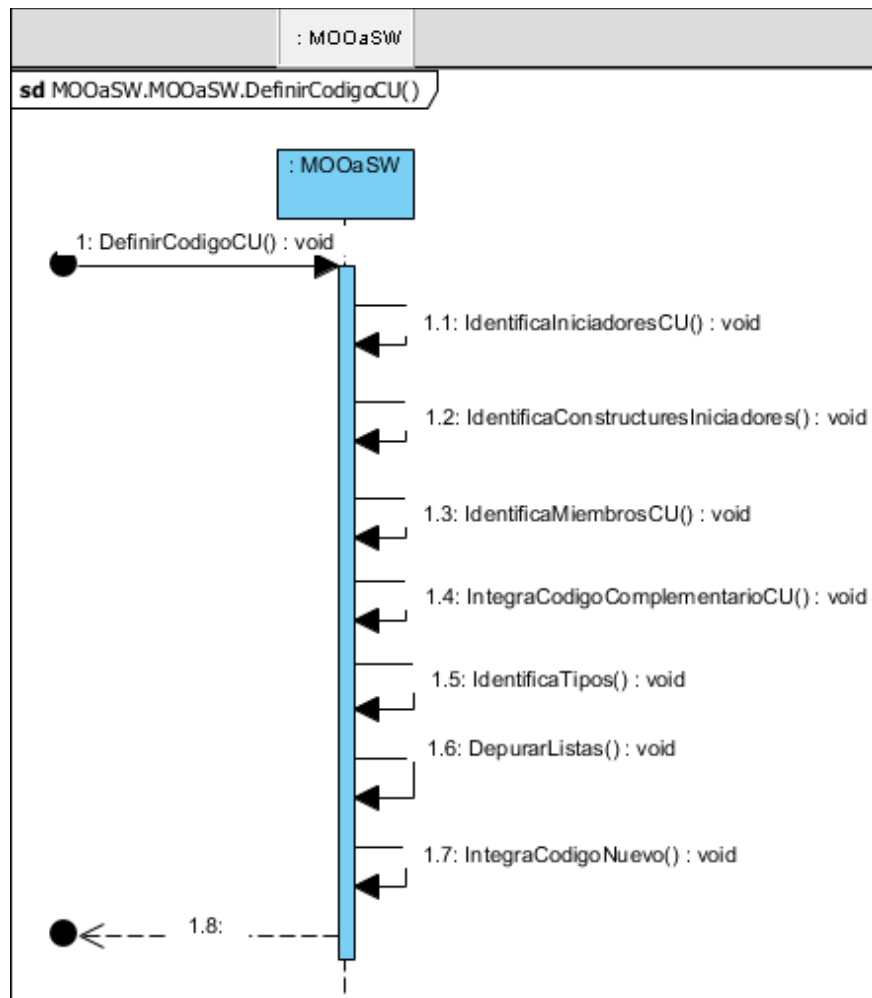 : MOOaSW
sd MOOaSW.MOOaSW.DefinirCodigoCU()
: MOOaSW
1: DefinirCodigoCU() : void
1.1: IdentificaIniciadoresCU() : void
1.2: IdentificaConstructuresIniciadores() : void
1.3: IdentificaMiembrosCU() : void
1.4: IntegraCodigoComplementarioCU() : void
1.5: IdentificaTipos() : void
1.6: DepurarListas() : void
1.7: IntegraCodigoNuevo() : void
1.8: